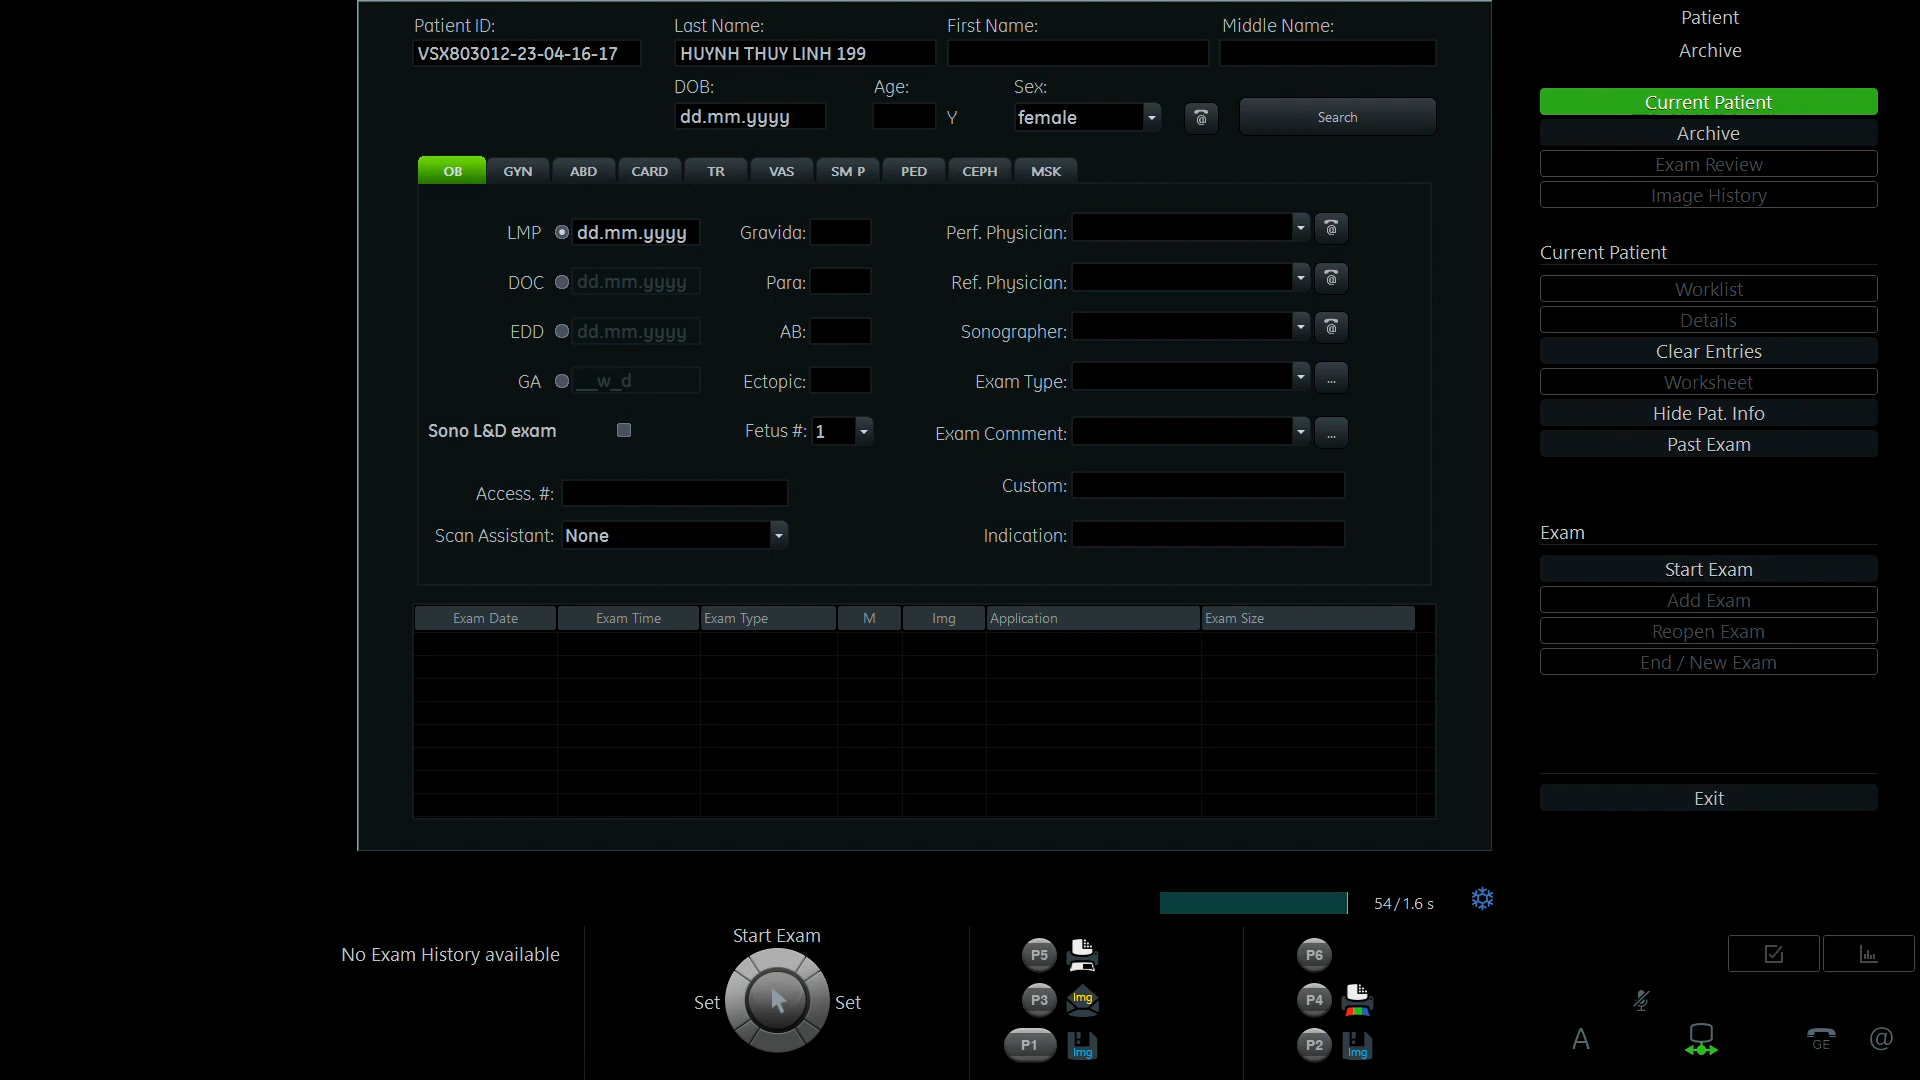 Patient ID: Last Name: First Name: Middle Name:
VSX803012-23-04-16-17 HUYNH THUY LINH 199
DOB: Age: Sex:
dd.mm.yyyy Y female @ Search
OB GYN ABD CARD TR VAS SM P PED CEPH MSK
LMP dd.mm.yyyy Gravida: Perf. Physician: @
DOC dd.mm.yyyy Para: Ref. Physician: @
EDD dd.mm.yyyy AB: Sonographer: @
GA __w_d Ectopic: Exam Type: ...
Sono L&D exam Fetus #: 1 Exam Comment: ...
Access. #: Custom:
Scan Assistant: None Indication:
Exam Date Exam Time Exam Type M Img Application Exam Size
Patient
Archive
Current Patient
Archive
Exam Review
Image History
Current Patient
Worklist
Details
Clear Entries
Worksheet
Hide Pat. Info
Past Exam
Exam
Start Exam
Add Exam
Reopen Exam
End / New Exam
Exit
54/1.6 s
No Exam History available
Start Exam
Set Set
P5 P6
P3 Img P4
P1 Img P2 Img
A GE @